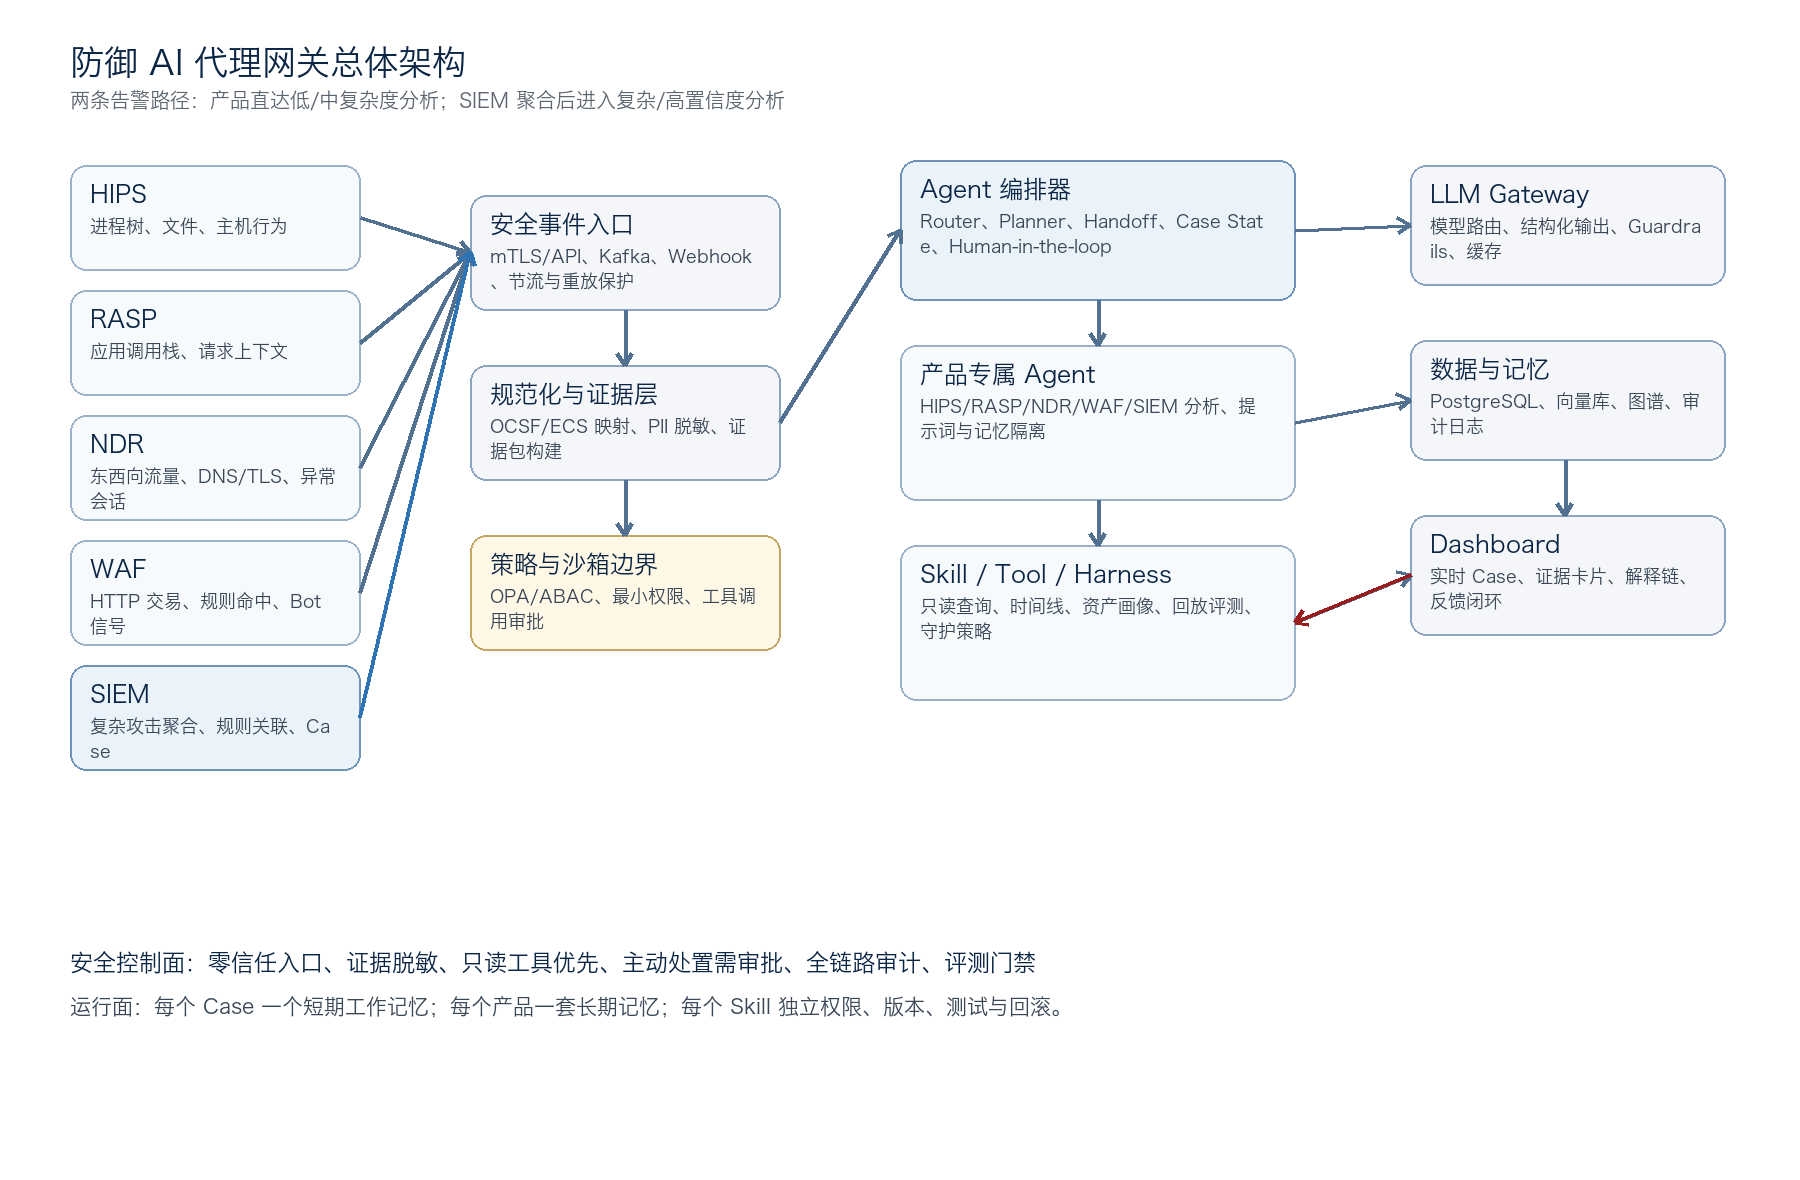 防御 AI 代理网关总体架构
两条告警路径：产品直达低/中复杂度分析；SIEM 聚合后进入复杂/高置信度分析
HIPS
进程树、文件、主机行为
RASP
应用调用栈、请求上下文
NDR
东西向流量、DNS/TLS、异常
会话
WAF
HTTP 交易、规则命中、Bot
信号
SIEM
复杂攻击聚合、规则关联、Ca
se
安全事件入口
mTLS/API、Kafka、Webhook
、节流与重放保护
规范化与证据层
OCSF/ECS 映射、PII 脱敏、证
据包构建
策略与沙箱边界
OPA/ABAC、最小权限、工具调
用审批
Agent 编排器
Router、Planner、Handoff、Case Stat
e、Human-in-the-loop
产品专属 Agent
HIPS/RASP/NDR/WAF/SIEM 分析、提
示词与记忆隔离
Skill / Tool / Harness
只读查询、时间线、资产画像、回放评测、
守护策略
LLM Gateway
模型路由、结构化输出、Guardra
ils、缓存
数据与记忆
PostgreSQL、向量库、图谱、审
计日志
Dashboard
实时 Case、证据卡片、解释链、
反馈闭环
安全控制面：零信任入口、证据脱敏、只读工具优先、主动处置需审批、全链路审计、评测门禁
运行面：每个 Case 一个短期工作记忆；每个产品一套长期记忆；每个 Skill 独立权限、版本、测试与回滚。